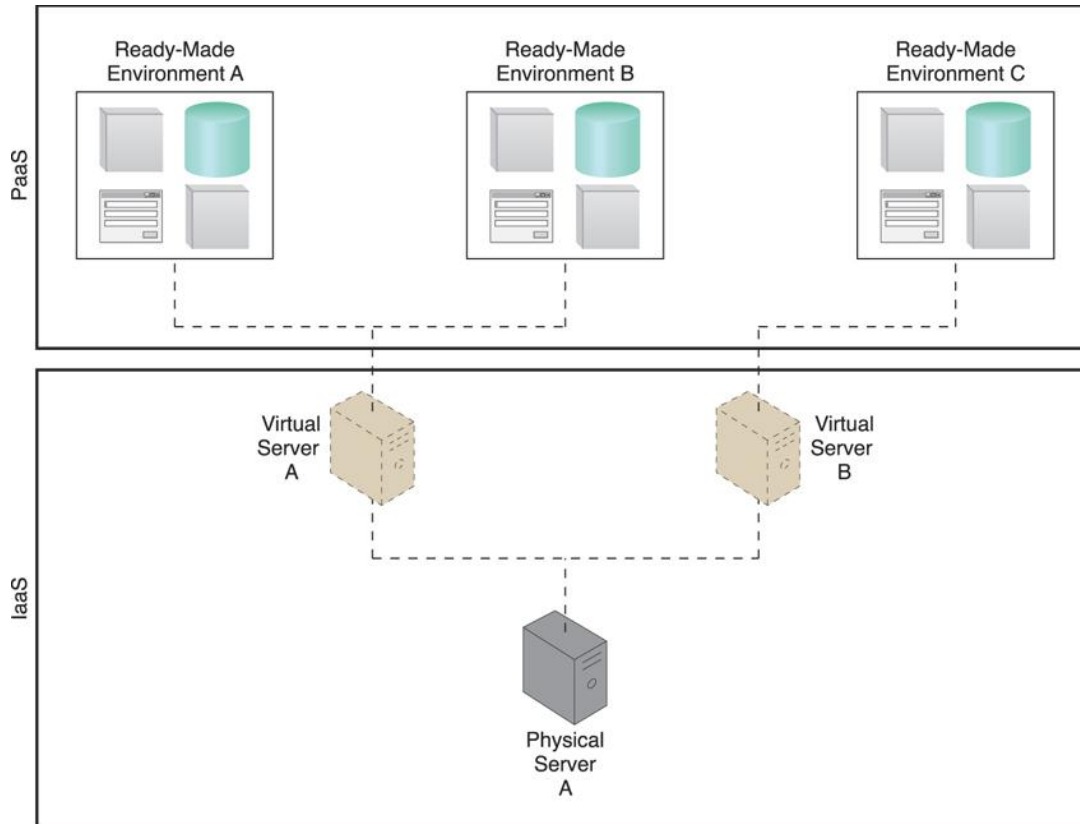 PaaS
Ready-Made
Environment A
Ready-Made
Environment B
Ready-Made
Environment C
IaaS
Virtual
Server
A
Virtual
Server
B
Physical
Server
A